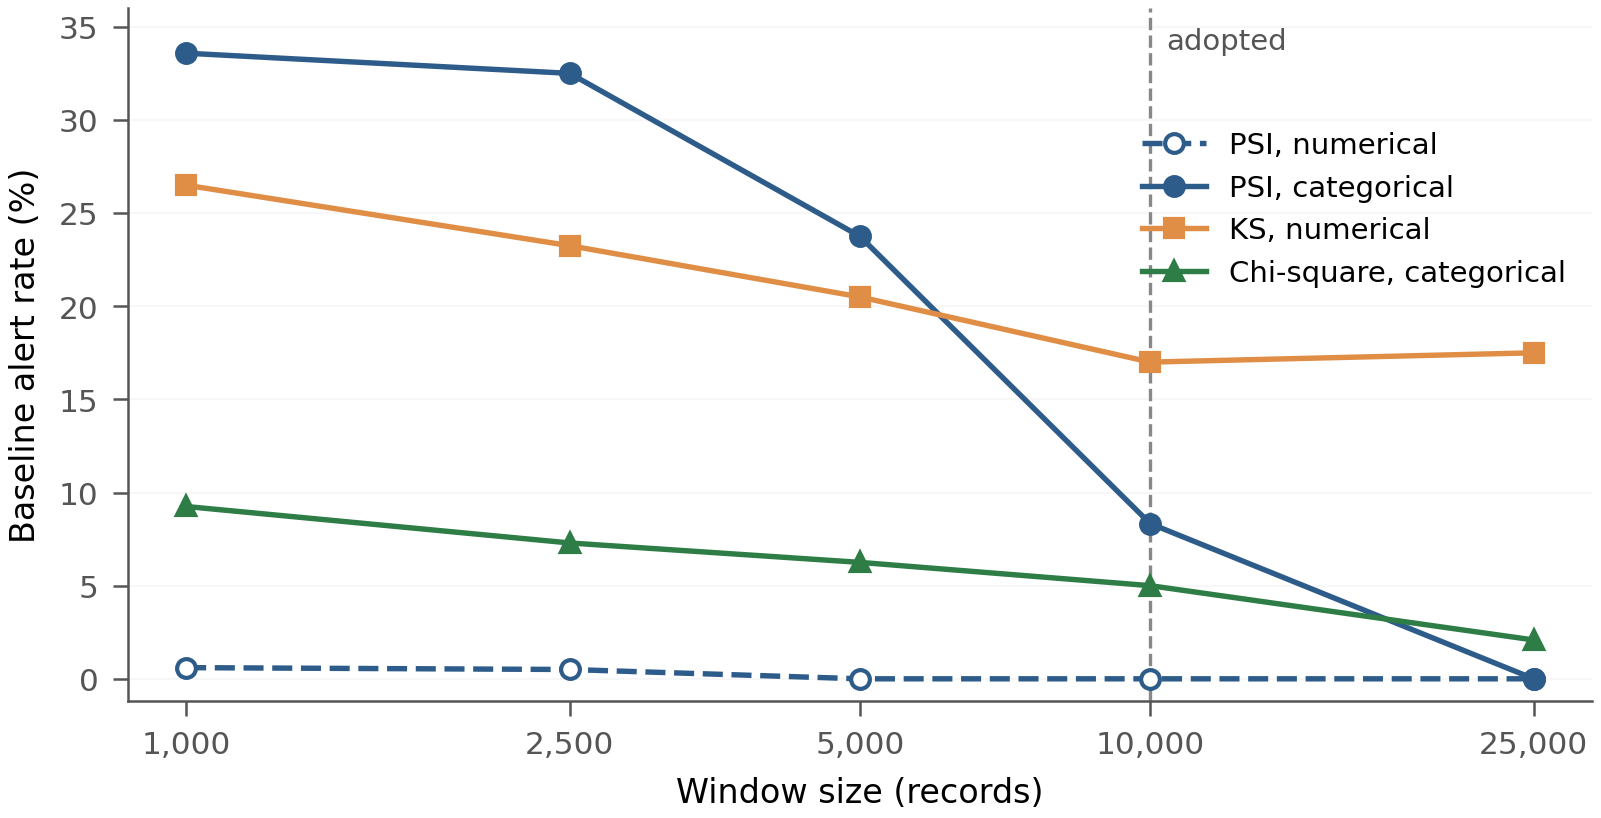 Baseline alert rate (%)
35
30
25
20
15
10
5
0
adopted
PSI, numerical
PSI, categorical
KS, numerical
Chi-square, categorical
1,000
2,500
5,000
10,000
25,000
Window size (records)